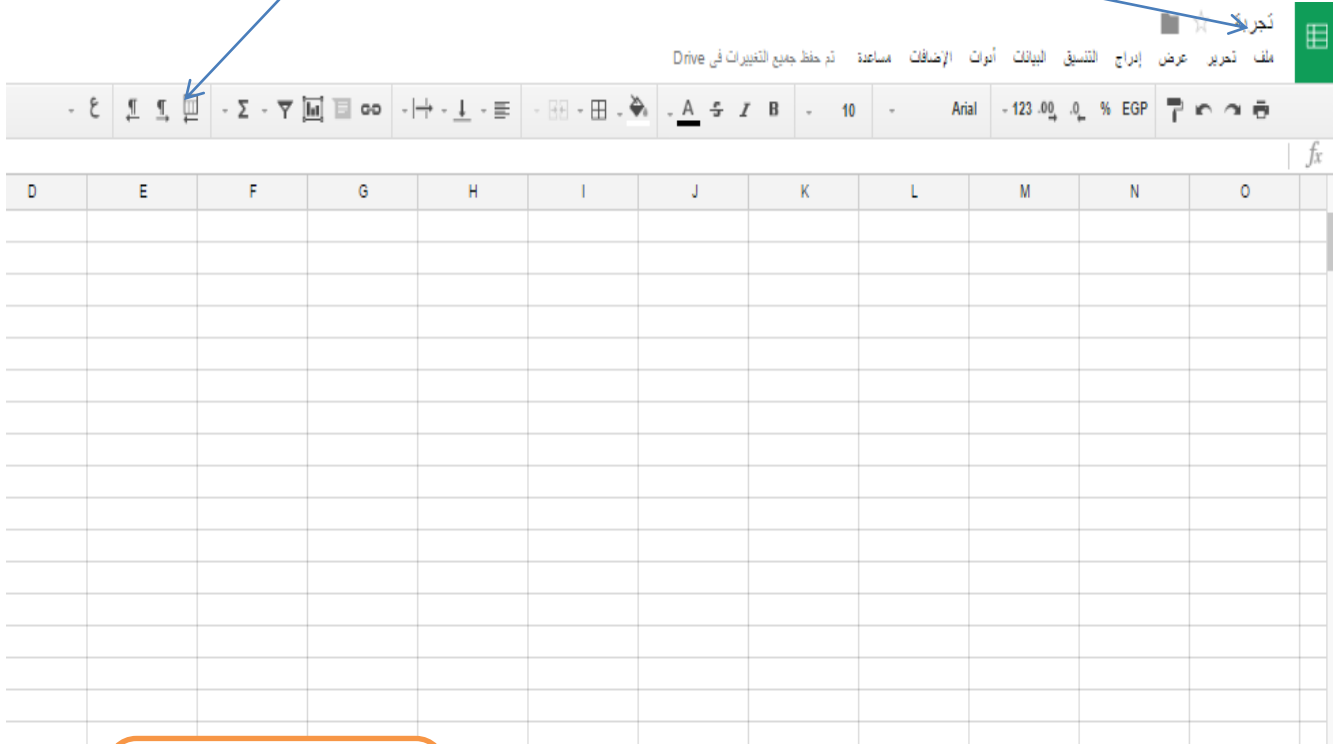 تجربة
ملف تحرير عرض إدراج التنسيق البيانات أدوات الإضافات مساعدة تم حفظ جميع التغييرات في Drive
EGP % .0 .00 123 Arial 10 B I S A Σ ع
fx
D E F G H I J K L M N O